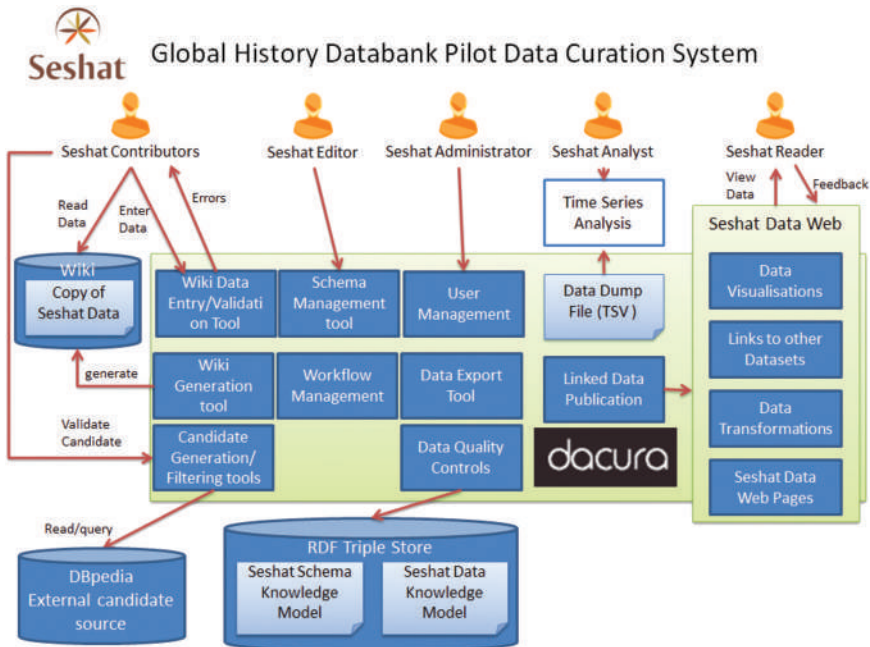 Seshat
Global History Databank Pilot Data Curation System
Seshat Contributors
Seshat Editor
Seshat Administrator
Seshat Analyst
Seshat Reader
Read
Data
Enter
Data
Errors
View
Data
Feedback
Time Series
Analysis
Seshat Data Web
Wiki
Copy of
Seshat Data
Wiki Data
Entry/Validati
on Tool
Schema
Management
tool
User
Management
Data Dump
File (TSV )
Data
Visualisations
generate
Wiki
Generation
tool
Workflow
Management
Data Export
Tool
Linked Data
Publication
Links to other
Datasets
Validate
Candidate
Candidate
Generation/
Filtering tools
Data Quality
Controls
dacura
Data
Transformations
Seshat Data
Web Pages
Read/query
DBpedia
External candidate
source
RDF Triple Store
Seshat Schema
Knowledge
Model
Seshat Data
Knowledge
Model